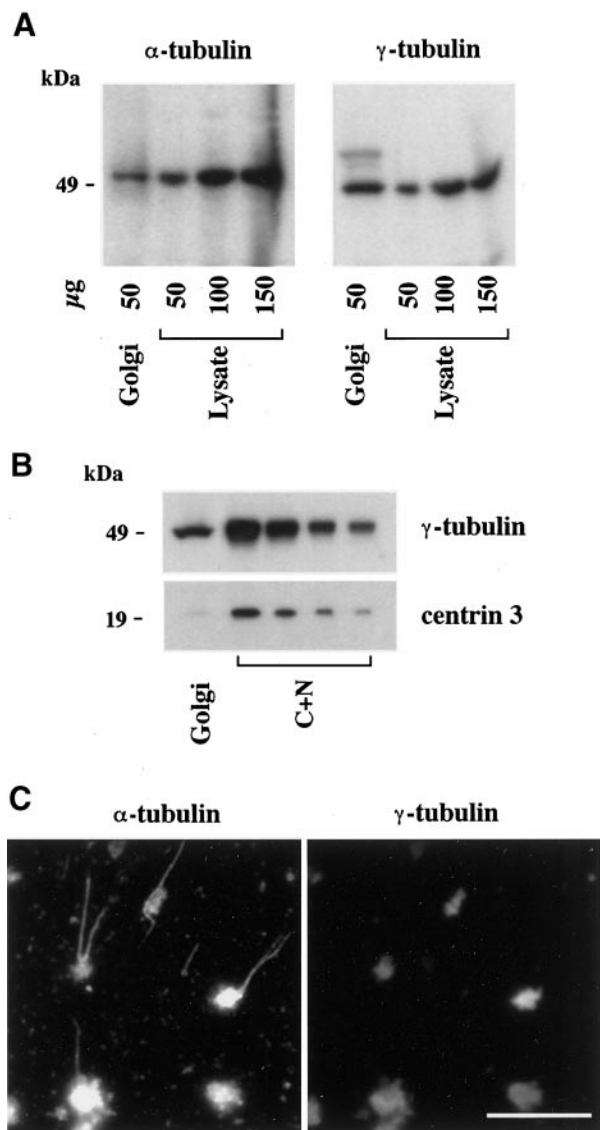 A
α-tubulin γ-tubulin
kDa
49 -
µg 50 50 100 150 50 50 100 150
Golgi Lysate Golgi Lysate
B
kDa
49 - γ-tubulin
19 - centrin 3
Golgi C+N
C
α-tubulin γ-tubulin